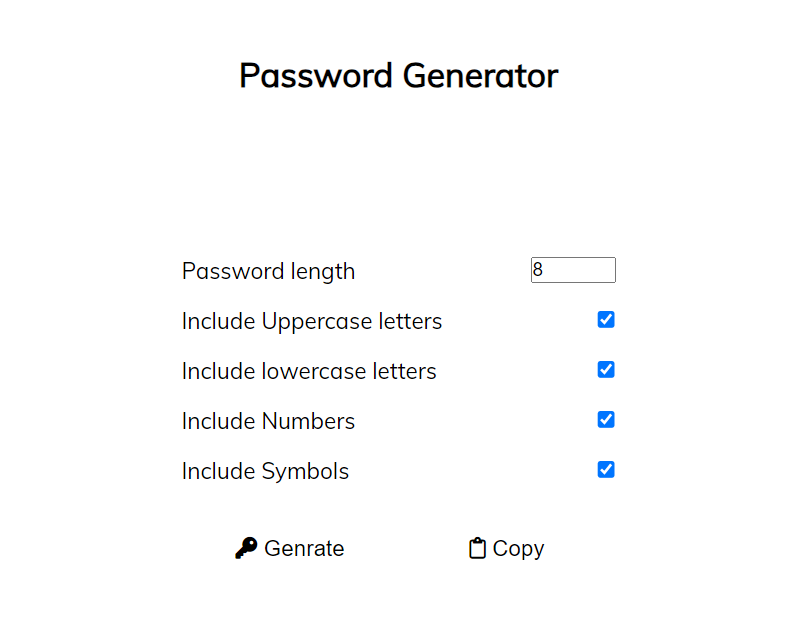 Password Generator
Password length 8
Include Uppercase letters
Include lowercase letters
Include Numbers
Include Symbols
Genrate Copy